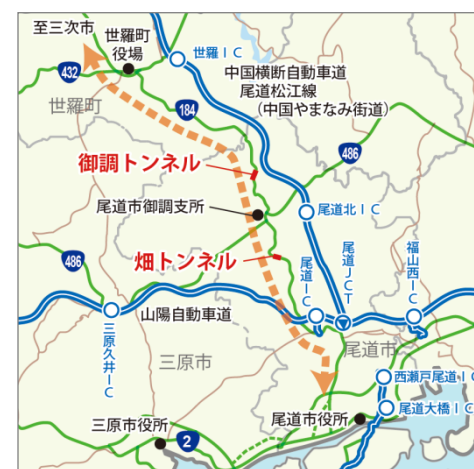 至三次市
世羅町
役場
世羅IC
432
中国横断自動車道
尾道松江線
（中国やまなみ街道）
世羅町
184
御調トンネル
486
尾道市御調支所
尾道北IC
486
畑トンネル
尾道IC
尾道JCT
福山西IC
山陽自動車道
三原久井IC
三原市
尾道市
西瀬戸尾道IC
尾道大橋IC
三原市役所
2
尾道市役所